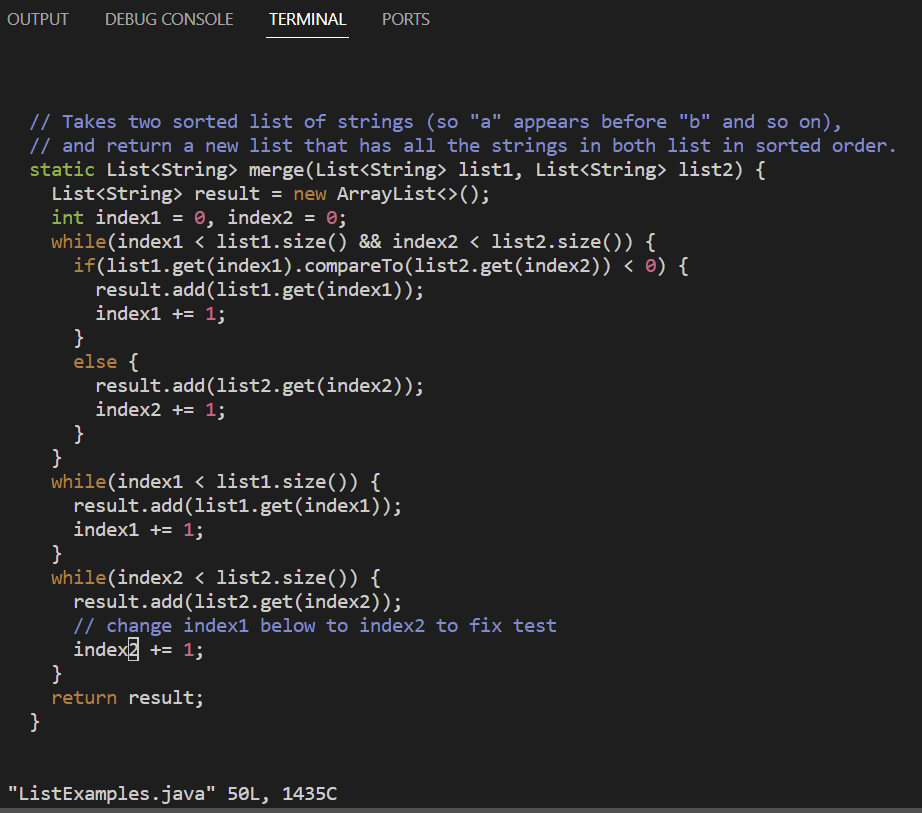 OUTPUT DEBUG CONSOLE TERMINAL PORTS
// Takes two sorted list of strings (so "a" appears before "b" and so on),
// and return a new list that has all the strings in both list in sorted order.
static List<String> merge(List<String> list1, List<String> list2) {
  List<String> result = new ArrayList<>();
  int index1 = 0, index2 = 0;
  while(index1 < list1.size() && index2 < list2.size()) {
    if(list1.get(index1).compareTo(list2.get(index2)) < 0) {
      result.add(list1.get(index1));
      index1 += 1;
    }
    else {
      result.add(list2.get(index2));
      index2 += 1;
    }
  }
  while(index1 < list1.size()) {
    result.add(list1.get(index1));
    index1 += 1;
  }
  while(index2 < list2.size()) {
    result.add(list2.get(index2));
    // change index1 below to index2 to fix test
    index2 += 1;
  }
  return result;
}
"ListExamples.java" 50L, 1435C